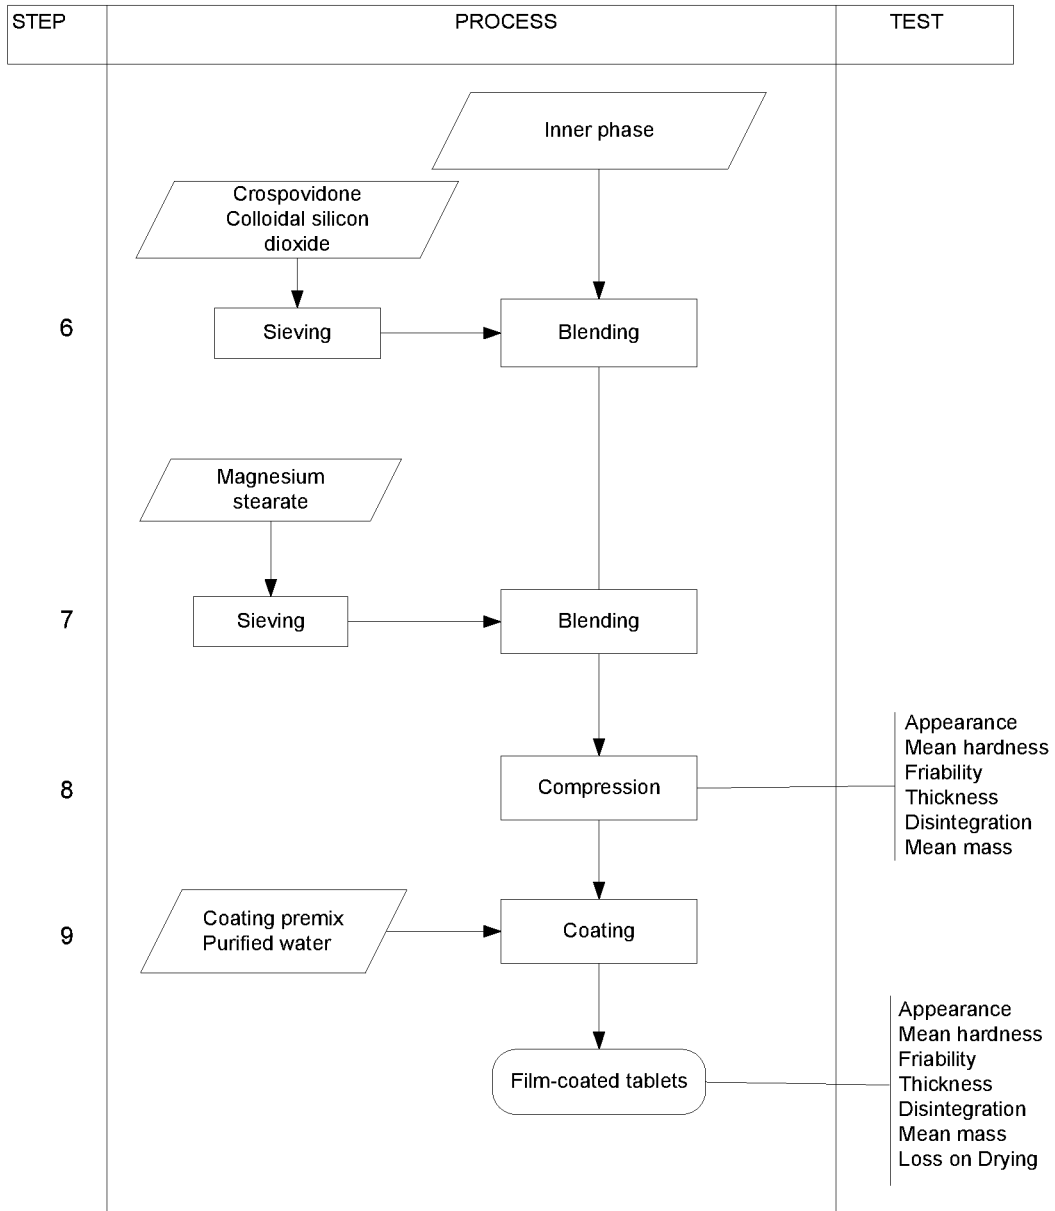 STEP
PROCESS
TEST
Inner phase
Crospovidone
Colloidal silicon
dioxide
6
Sieving
Blending
Magnesium
stearate
7
Sieving
Blending
8
Compression
Appearance
Mean hardness
Friability
Thickness
Disintegration
Mean mass
9
Coating premix
Purified water
Coating
Film-coated tablets
Appearance
Mean hardness
Friability
Thickness
Disintegration
Mean mass
Loss on Drying